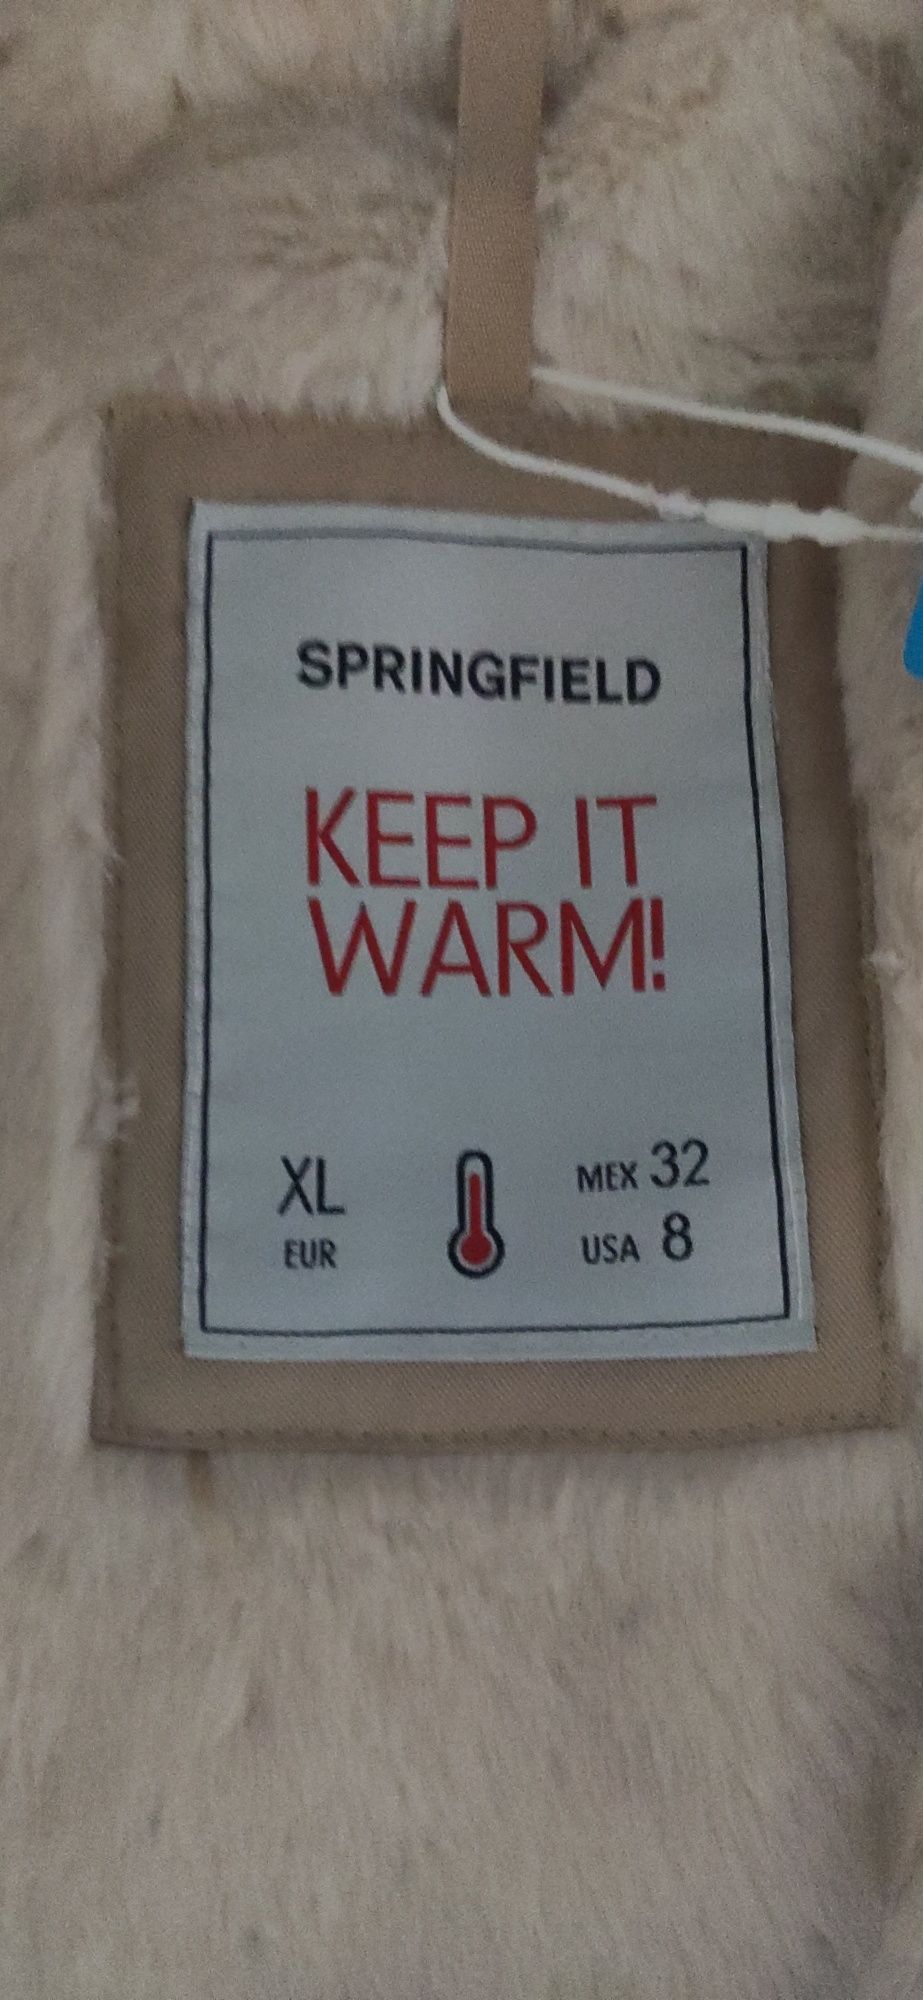 SPRINGFIELD
KEEP IT
WARM!
XL
EUR
MEX 32
USA 8